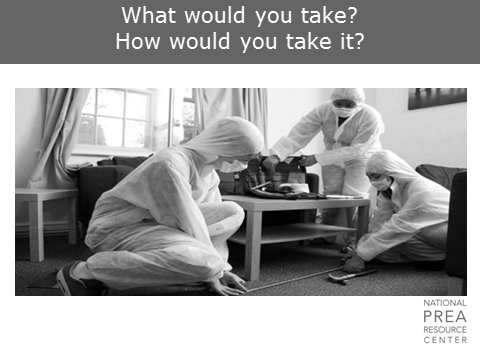 What would you take?
How would you take it?
NATIONAL
PREA
RESOURCE
CENTER